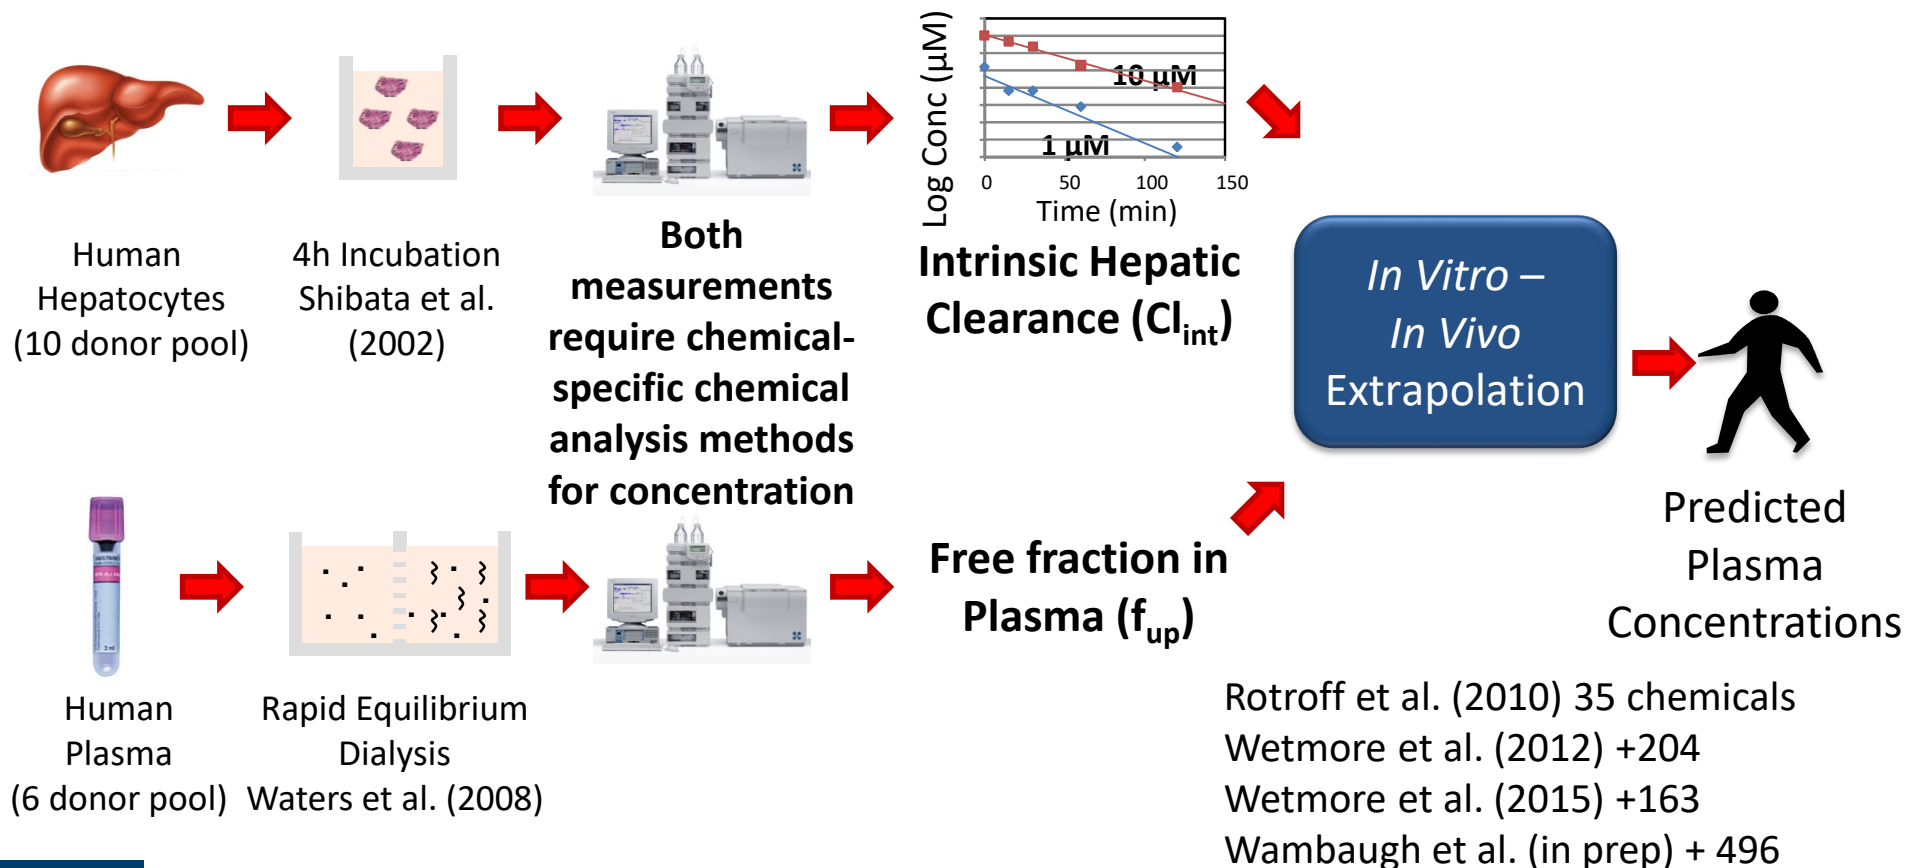 Human
Hepatocytes
(10 donor pool)
4h Incubation
Shibata et al.
(2002)
Both
measurements
require chemical-
specific chemical
analysis methods
for concentration
Log Conc (µM)
10 µM
1 µM
0 50 100 150
Time (min)
Intrinsic Hepatic
Clearance (Clint)
In Vitro –
In Vivo
Extrapolation
Predicted
Plasma
Concentrations
Human
Plasma
(6 donor pool)
Rapid Equilibrium
Dialysis
Waters et al. (2008)
Free fraction in
Plasma (fup)
Rotroff et al. (2010) 35 chemicals
Wetmore et al. (2012) +204
Wetmore et al. (2015) +163
Wambaugh et al. (in prep) + 496
2 ml